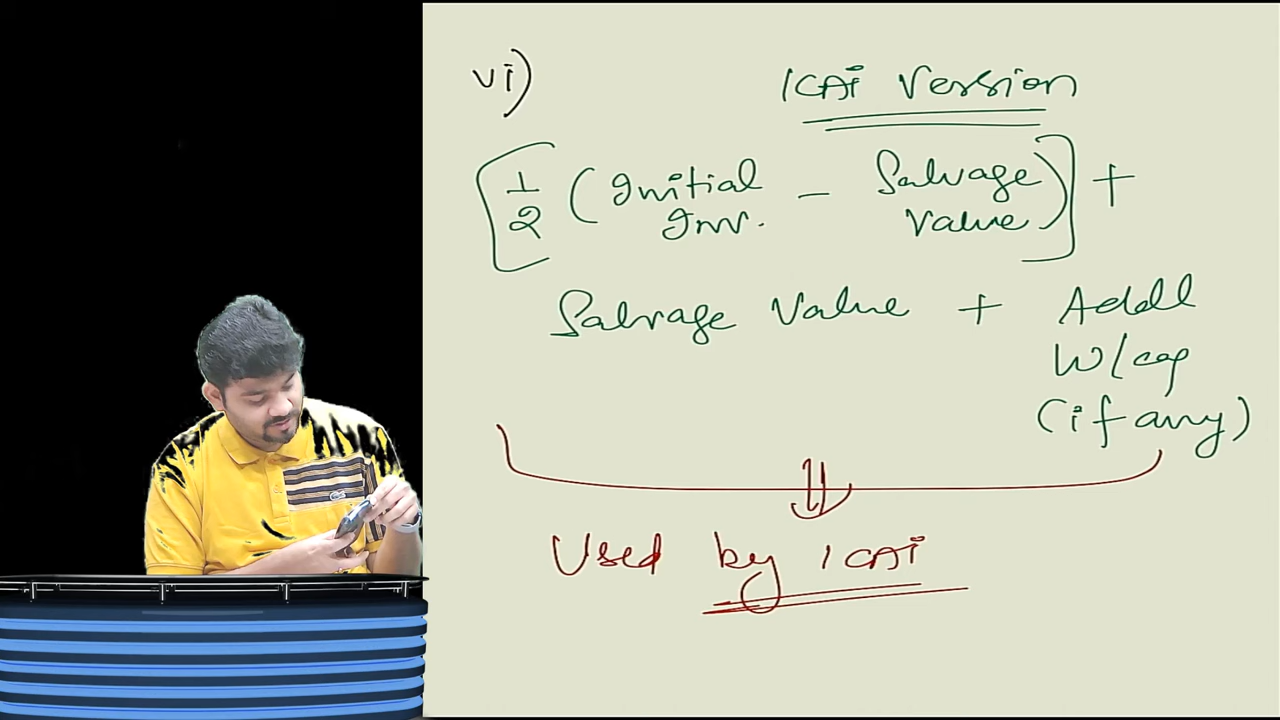 vi)
ICAI Version
[1/2 (Initial Inv. - Salvage Value)] +
Salvage Value + Addl
W/cap
(if any)
Used by ICAI